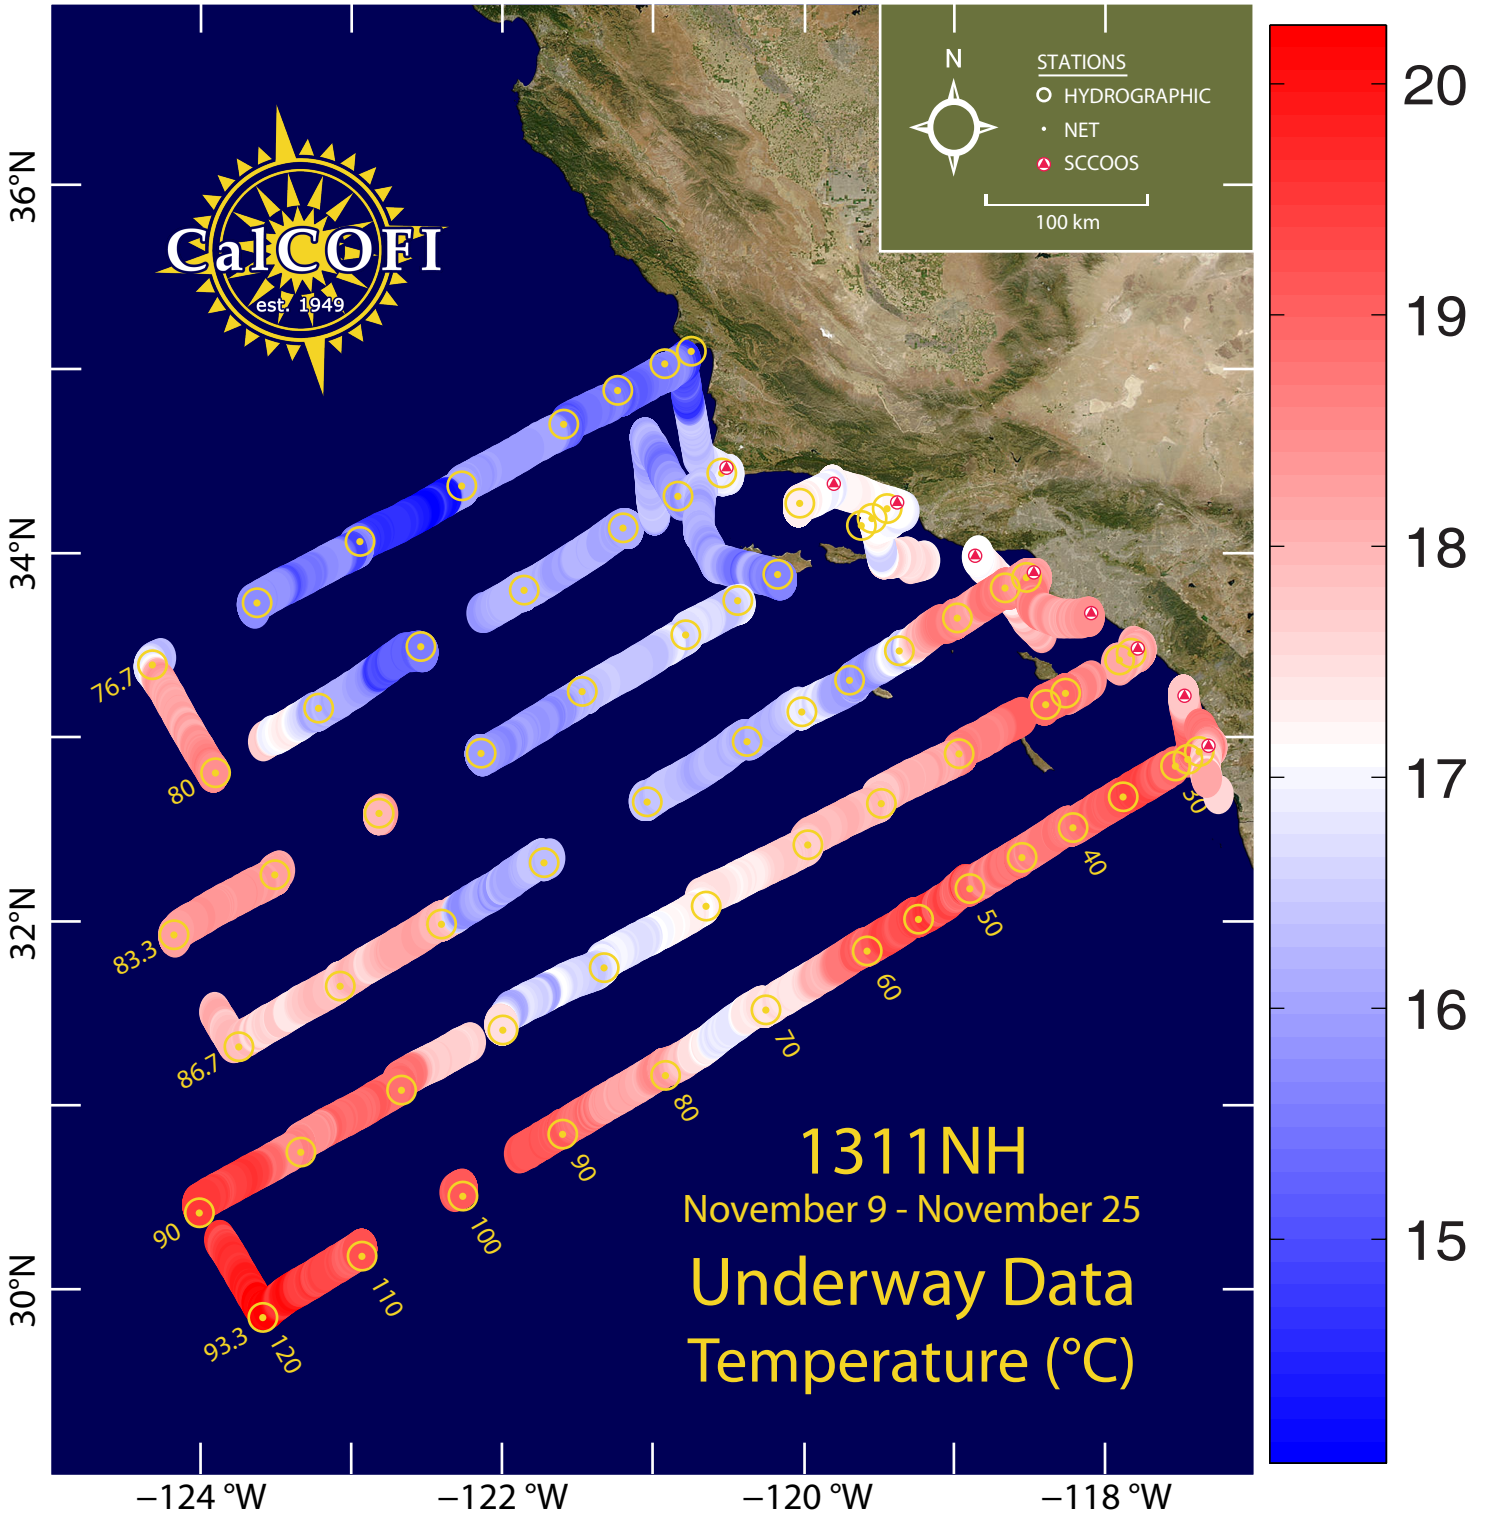 N
STATIONS
HYDROGRAPHIC
NET
SCCOOS
100 km
CalCOFI
est. 1949
36°N
34°N
32°N
30°N
76.7
80
83.3
86.7
90
93.3
30
40
50
60
70
80
90
100
110
120
1311NH
November 9 - November 25
Underway Data
Temperature (°C)
−124 °W
−122 °W
−120 °W
−118 °W
20
19
18
17
16
15